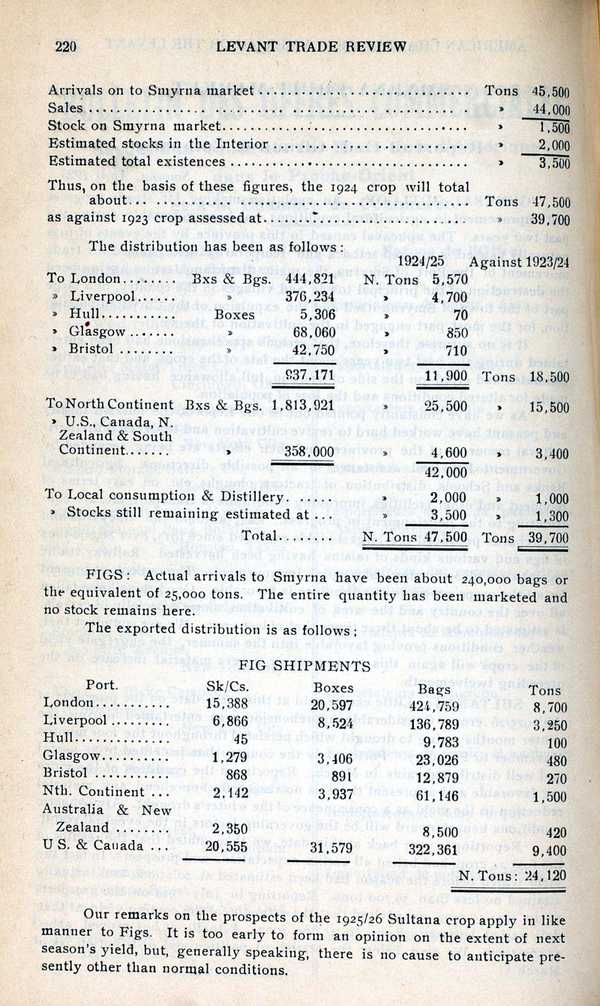 220 LEVANT TRADE REVIEW
Arrivals on to Smyrna market ............................ Tons 45,500
Sales ............................ » 44,000
Stock on Smyrna market............................ » 1,500
Estimated stocks in the Interior ............................ » 2,000
Estimated total existences ............................ » 3,500
Thus, on the basis of these figures, the 1924 crop will total
about... ............................ Tons 47,500
as against 1923 crop assessed at............................ » 39,700
The distribution has been as follows:
1924/25 Against 1923/24
To London........ Bxs & Bgs. 444,821 N. Tons 5,570
» Liverpool...... » 376,234 » 4,700
» Hull........... Boxes 5,306 » 70
» Glasgow ....... » 68,060 » 850
» Bristol ........ » 42,750 » 710
937,171 11,900 Tons 18,500
To North Continent Bxs & Bgs. 1,813,921 » 25,500 » 15,500
» U.S., Canada, N.
Zealand & South
Continent....... » 358,000 » 4,600 » 3,400
42,000
To Local consumption & Distillery. ...... » 2,000 » 1,000
» Stocks still remaining estimated at ... » 3,500 » 1,300
Total........ N. Tons 47,500 Tons 39,700
FIGS: Actual arrivals to Smyrna have been about 240,000 bags or
the equivalent of 25,000 tons. The entire quantity has been marketed and
no stock remains here.
The exported distribution is as follows;
FIG SHIPMENTS
Port. Sk/Cs. Boxes Bags Tons
London........... 15,388 20,597 424,759 8,700
Liverpool ......... 6,866 8,524 136,789 3,250
Hull.............. 45 9,783 100
Glasgow.......... 1,279 3,406 23,026 480
Bristol ........... 868 891 12,879 270
Nth. Continent ... 2,142 3,937 61,146 1,500
Australia & New
Zealand ........ 2,350 8,500 420
U S. & Canada ... 20,555 31,579 322,361 9,400
N. Tons: 24,120
Our remarks on the prospects of the 1925/26 Sultana crop apply in like
manner to Figs. It is too early to form an opinion on the extent of next
season's yield, but, generally speaking, there is no cause to anticipate pre-
sently other than normal conditions.